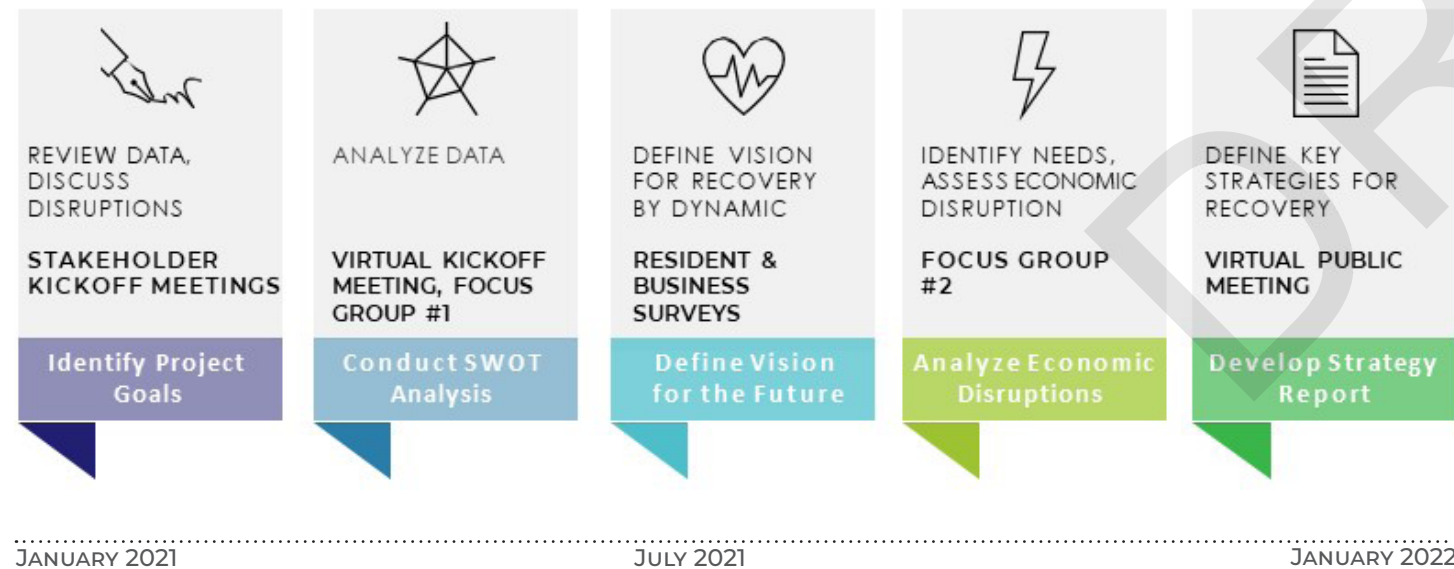 REVIEW DATA,
DISCUSS
DISRUPTIONS
STAKEHOLDER
KICKOFF MEETINGS
Identify Project
Goals
ANALYZE DATA
VIRTUAL KICKOFF
MEETING, FOCUS
GROUP #1
Conduct SWOT
Analysis
DEFINE VISION
FOR RECOVERY
BY DYNAMIC
RESIDENT &
BUSINESS
SURVEYS
Define Vision
for the Future
IDENTIFY NEEDS,
ASSESS ECONOMIC
DISRUPTION
FOCUS GROUP
#2
Analyze Economic
Disruptions
DEFINE KEY
STRATEGIES FOR
RECOVERY
VIRTUAL PUBLIC
MEETING
Develop Strategy
Report
JANUARY 2021
JULY 2021
JANUARY 2022
DR